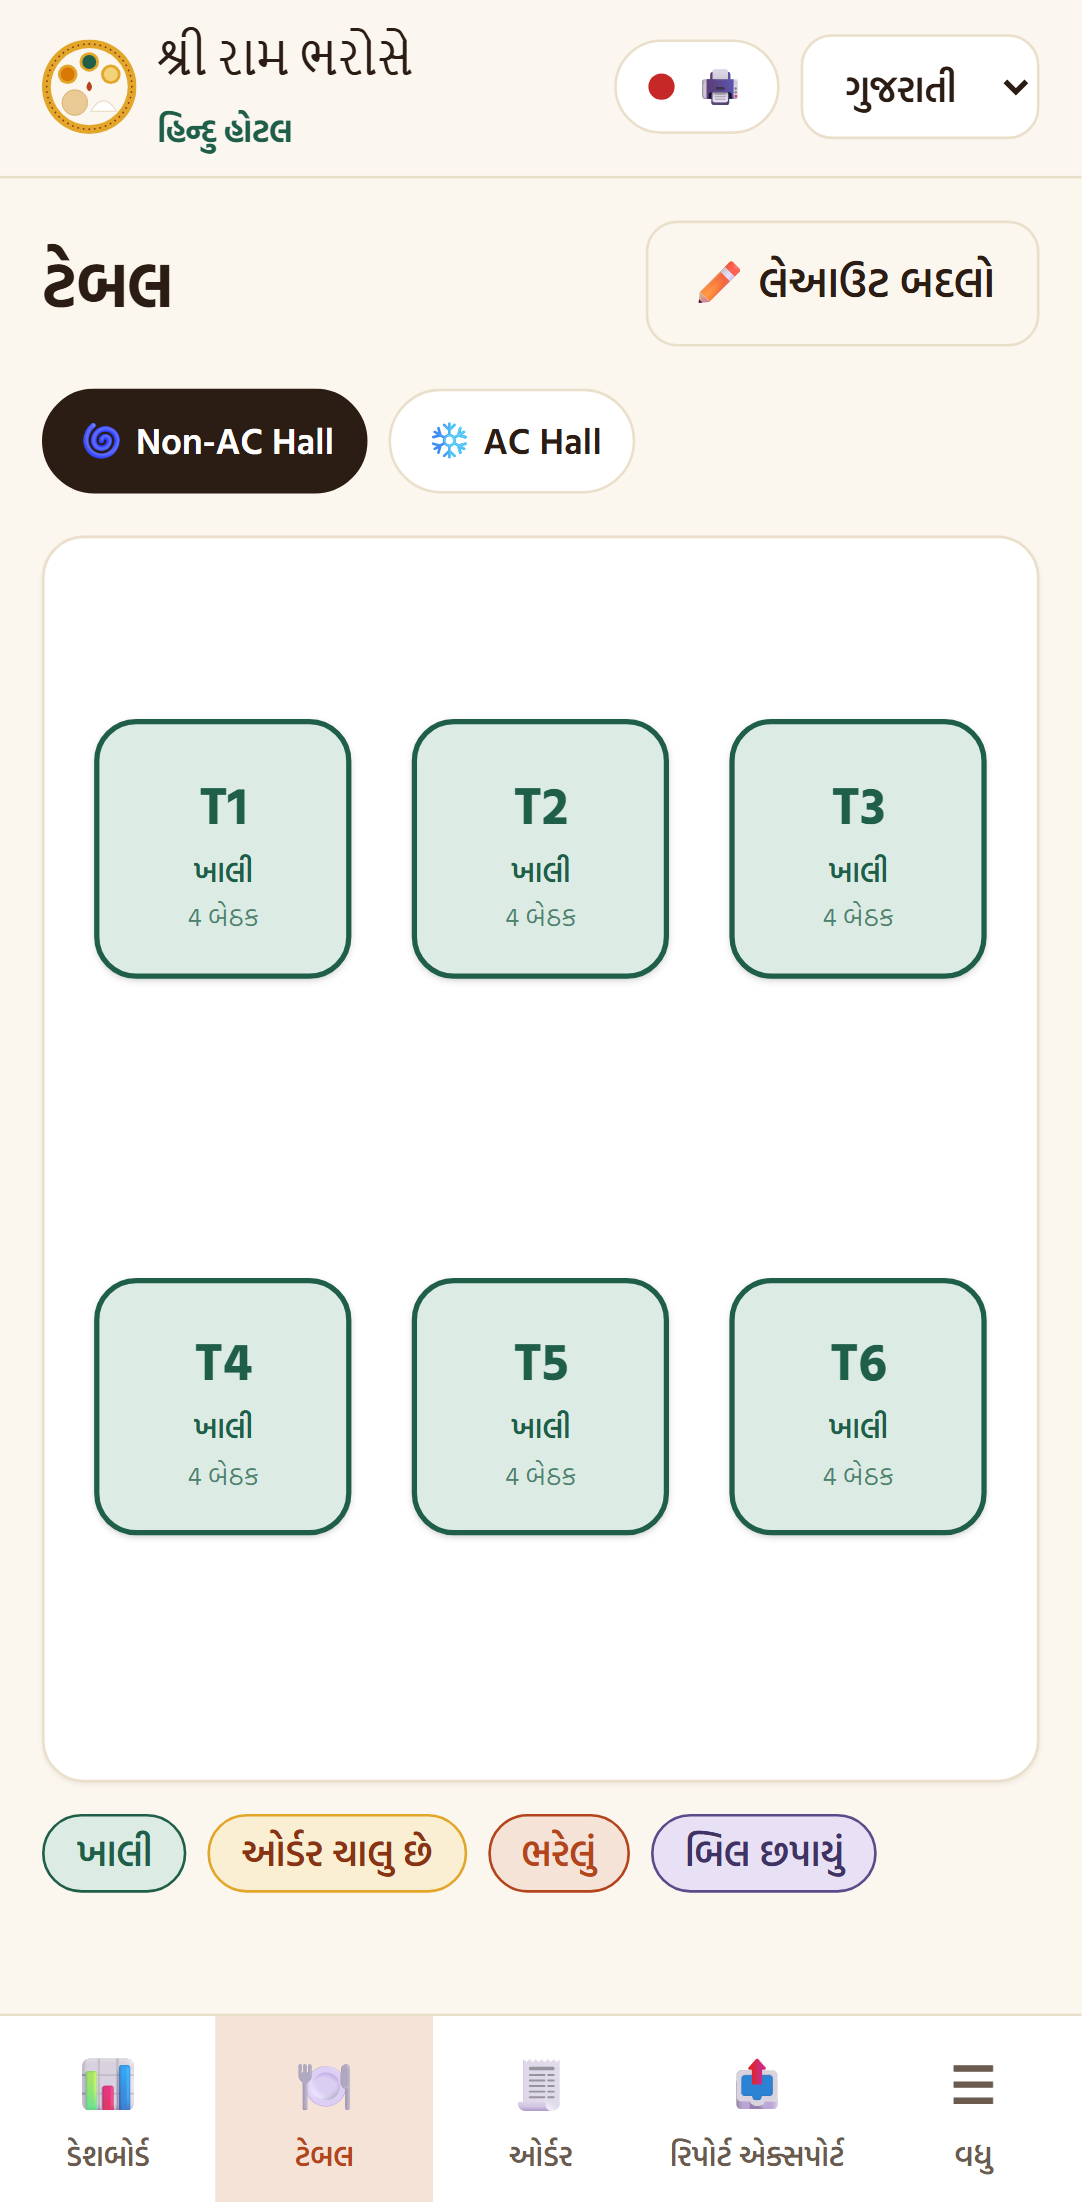 શ્રી રામ ભરોસે
હિન્દુ હોટલ
ગુજરાતી
ટેબલ
લેઆઉટ બદલો
Non-AC Hall
AC Hall
T1
ખાલી
4 બેઠક
T2
ખાલી
4 બેઠક
T3
ખાલી
4 બેઠક
T4
ખાલી
4 બેઠક
T5
ખાલી
4 બેઠક
T6
ખાલી
4 બેઠક
ખાલી
ઓર્ડર ચાલુ છે
ભરેલું
બિલ છપાયું
ડેશબોર્ડ
ટેબલ
ઓર્ડર
રિપોર્ટ એક્સપોર્ટ
વધુ